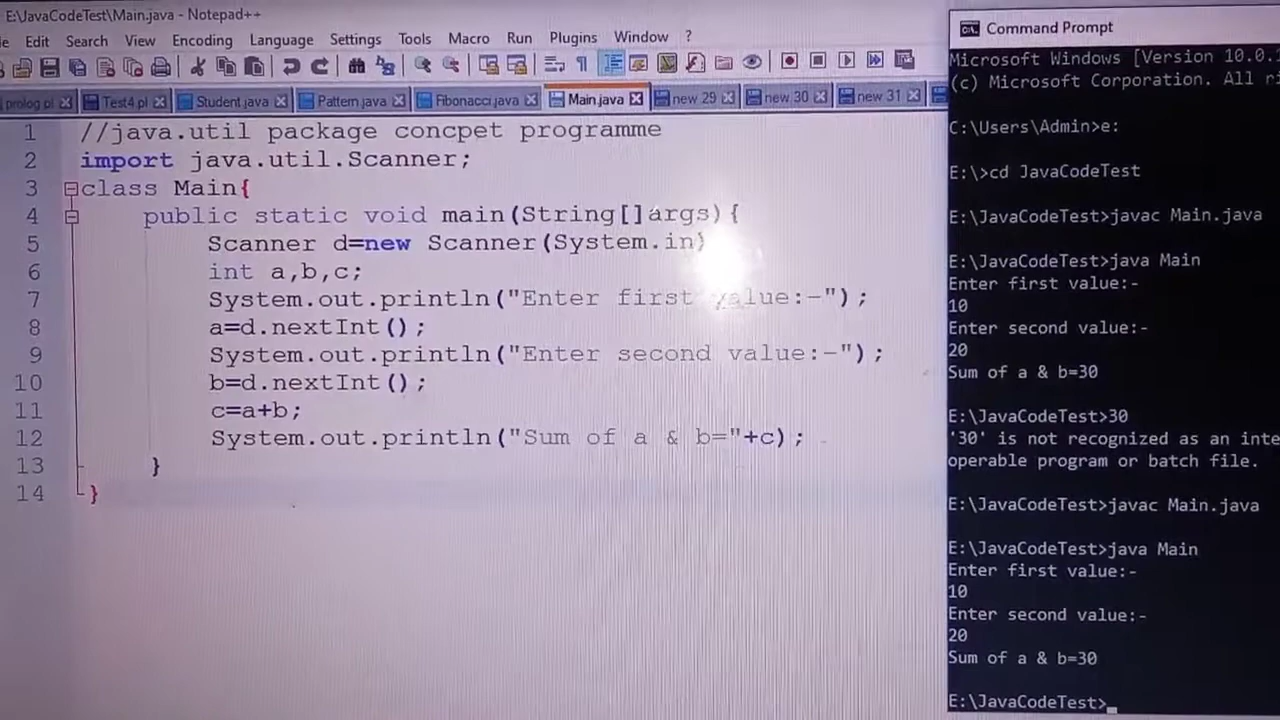 E:\JavaCodeTest\Main.java - Notepad++
Edit Search View Encoding Language Settings Tools Macro Run Plugins Window ?
prolog.pl Test4.pl Student.java Pattem.java Fibonacci.java Main.java new 29 new 30 new 31
1 //java.util package concpet programme
2 import java.util.Scanner;
3 class Main{
4 public static void main(String[]args){
5 Scanner d=new Scanner(System.in)
6 int a,b,c;
7 System.out.println("Enter first value:-");
8 a=d.nextInt();
9 System.out.println("Enter second value:-");
10 b=d.nextInt();
11 c=a+b;
12 System.out.println("Sum of a & b="+c);
13 }
14 }
Command Prompt
Microsoft Windows [Version 10.0.
(c) Microsoft Corporation. All r
C:\Users\Admin>e:
E:\>cd JavaCodeTest
E:\JavaCodeTest>javac Main.java
E:\JavaCodeTest>java Main
Enter first value:-
10
Enter second value:-
20
Sum of a & b=30
E:\JavaCodeTest>30
'30' is not recognized as an inte
operable program or batch file.
E:\JavaCodeTest>javac Main.java
E:\JavaCodeTest>java Main
Enter first value:-
10
Enter second value:-
20
Sum of a & b=30
E:\JavaCodeTest>